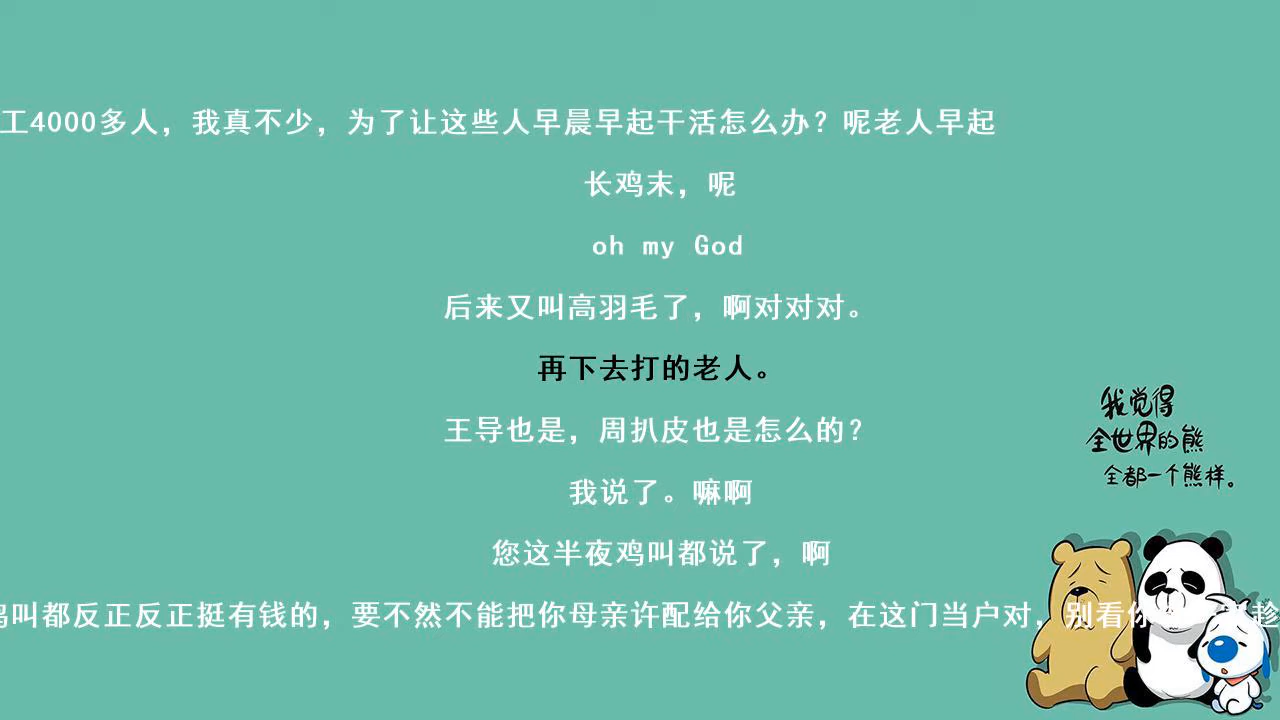 工4000多人，我真不少，为了让这些人早晨早起干活怎么办？呢老人早起
长鸡末，呢
oh my God
后来又叫高羽毛了，啊对对对。
再下去打的老人。
王导也是，周扒皮也是怎么的？
我说了。嘛啊
您这半夜鸡叫都说了，啊
叫都反正反正挺有钱的，要不然不能把你母亲许配给你父亲，在这门当户对，别看你
我觉得
全世界的熊
全都一个熊样。